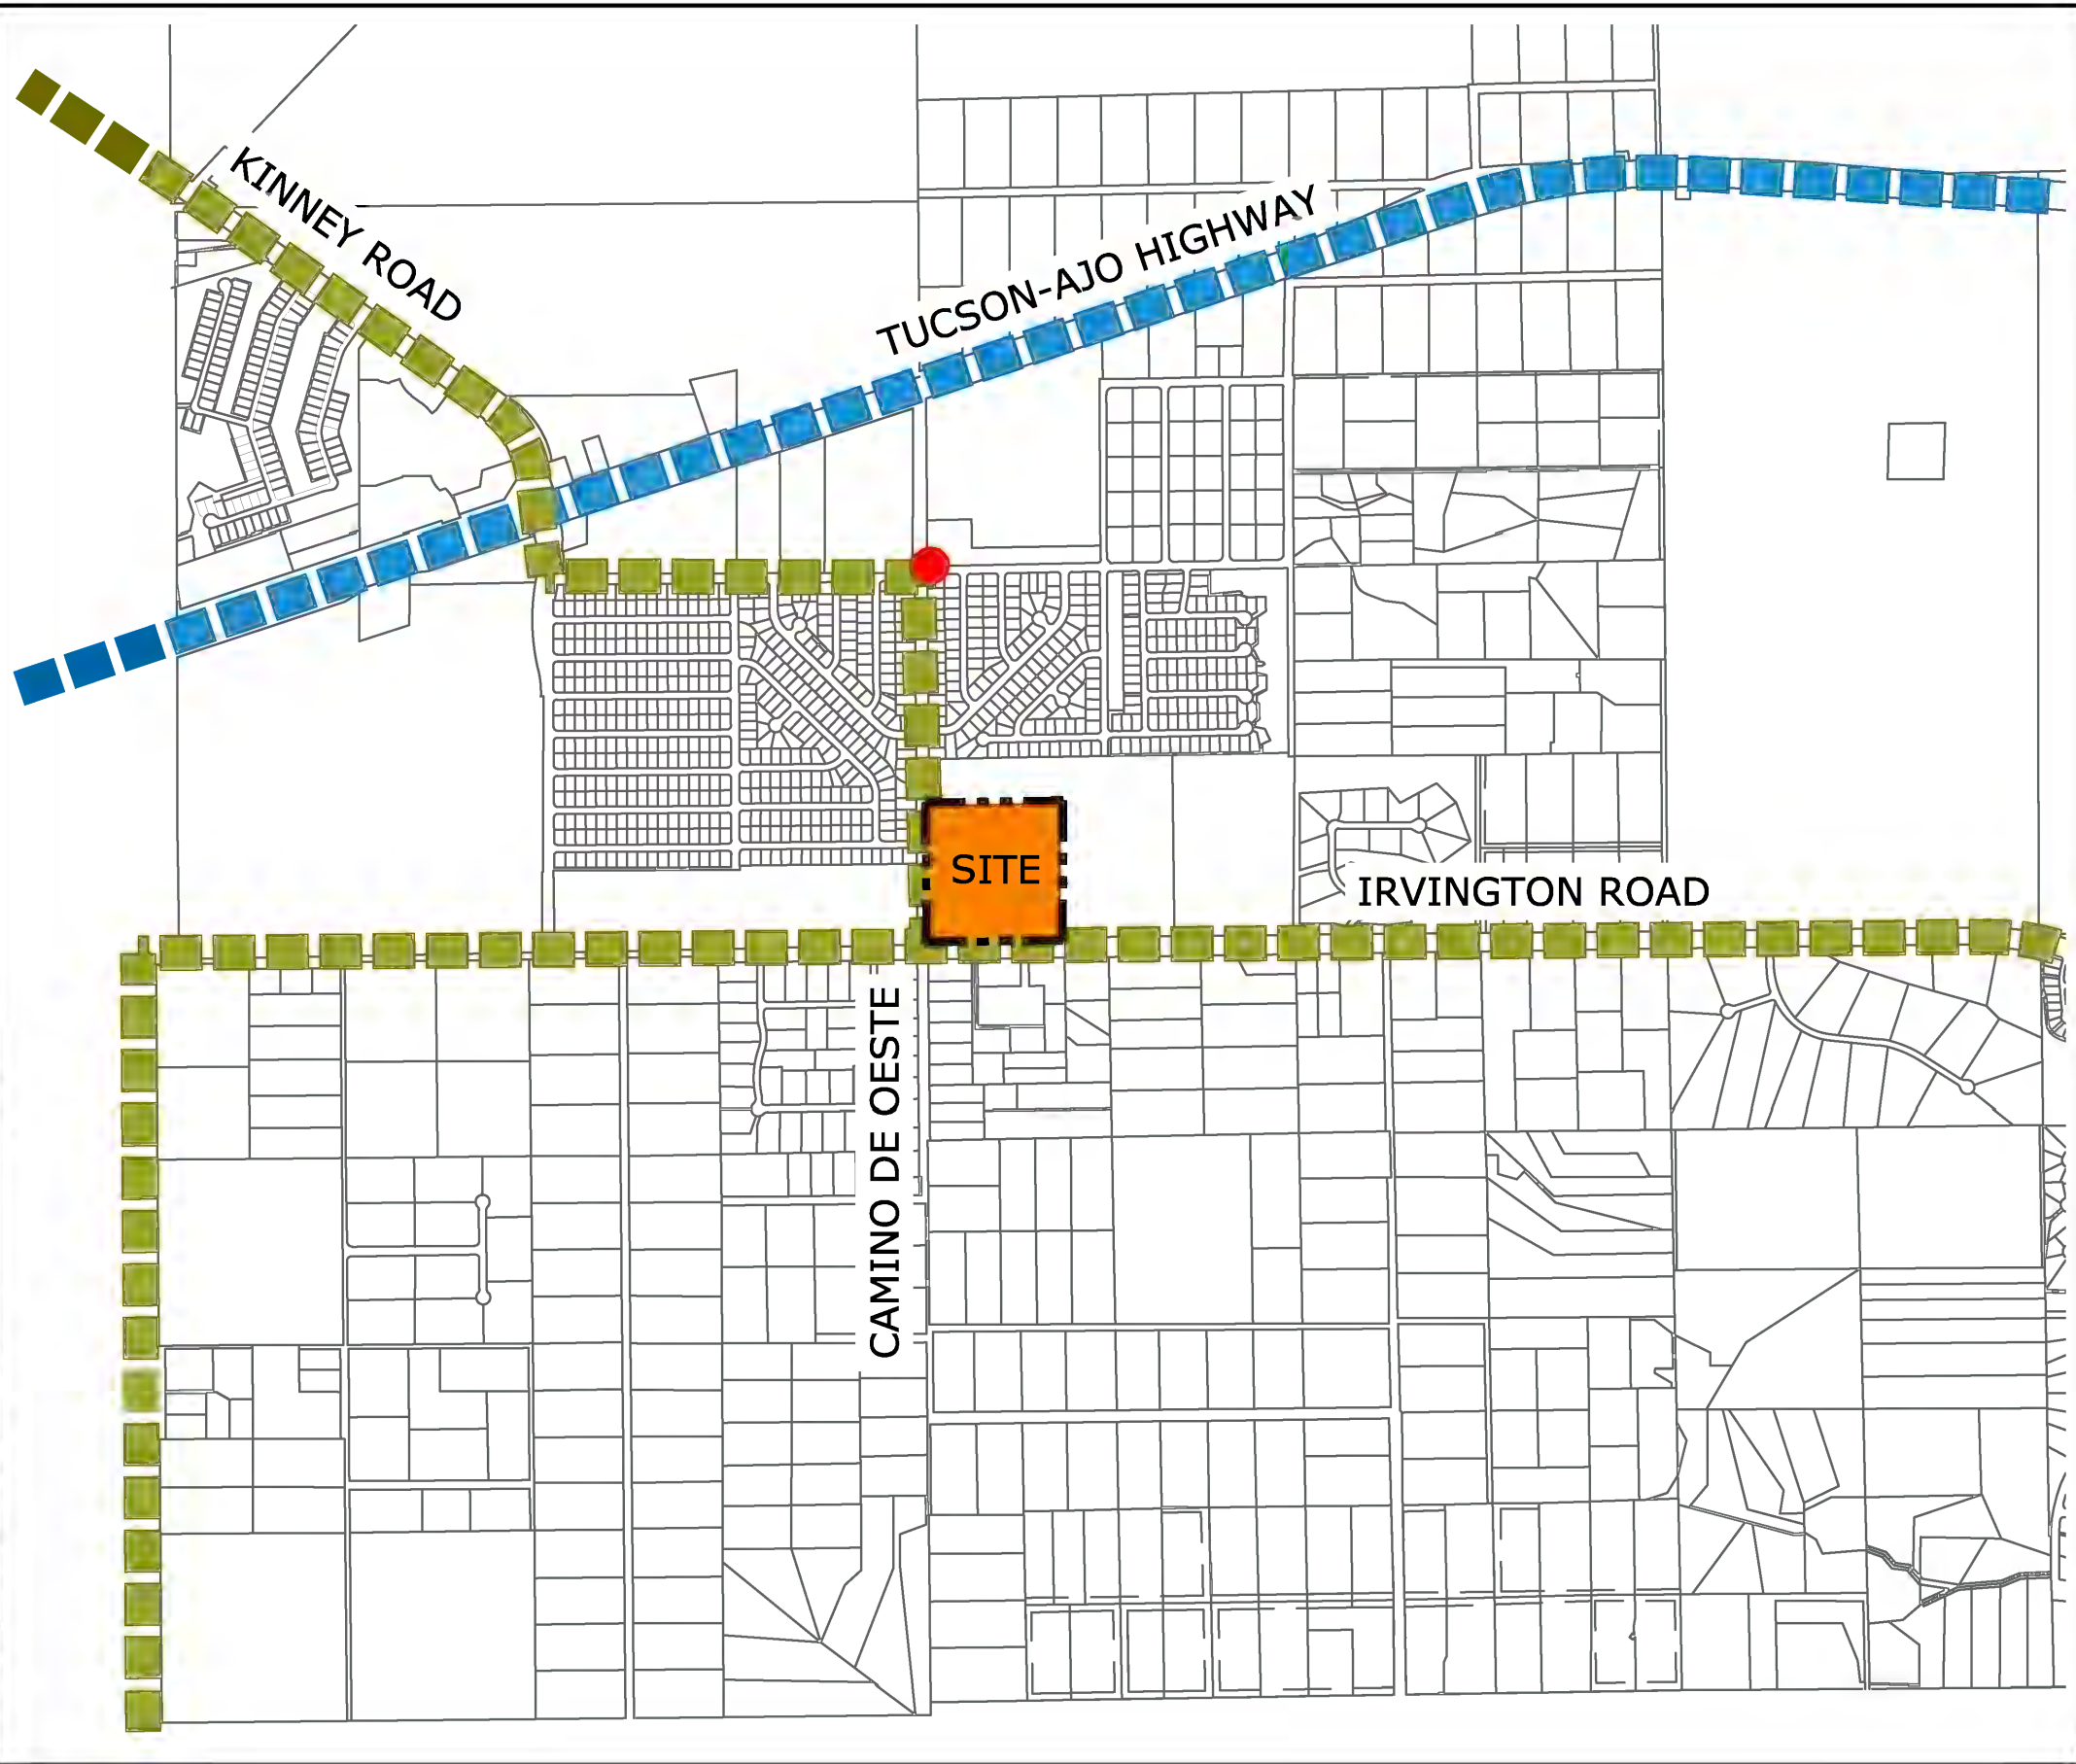 KINNEY ROAD
TUCSON-AJO HIGHWAY
SITE
IRVINGTON ROAD
CAMINO DE OESTE